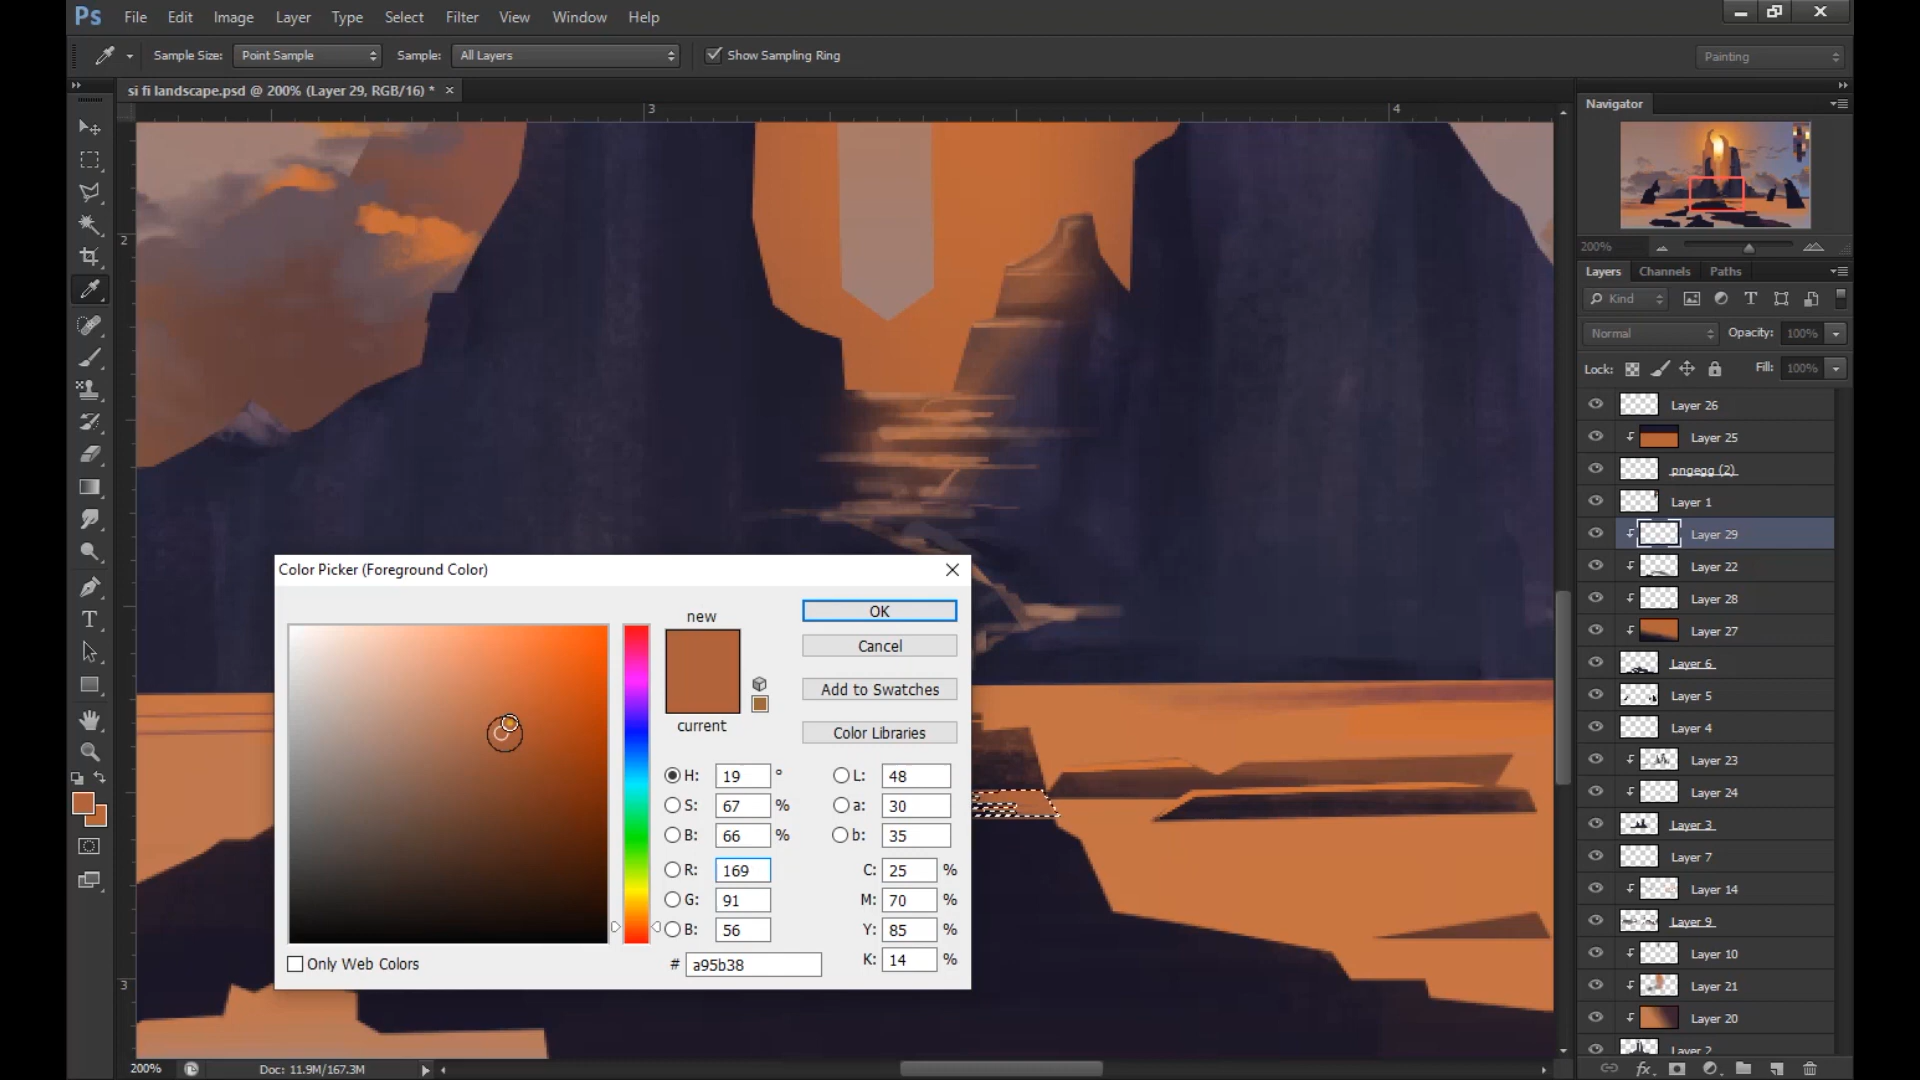 Ps File Edit Image Layer Type Select Filter View Window Help
Sample Size: Point Sample Sample: All Layers Show Sampling Ring Painting
si fi landscape.psd @ 200% (Layer 29, RGB/16) * ×
3 4
2
3
Navigator
200%
Layers Channels Paths
Kind
Normal Opacity: 100%
Lock: Fill: 100%
Layer 26
Layer 25
pngegg (2)
Layer 1
Layer 29
Layer 22
Layer 28
Layer 27
Layer 6
Layer 5
Layer 4
Layer 23
Layer 24
Layer 3
Layer 7
Layer 14
Layer 9
Layer 10
Layer 21
Layer 20
Layer 2
Color Picker (Foreground Color)
new
current
OK
Cancel
Add to Swatches
Color Libraries
H: 19 °
S: 67 %
B: 66 %
R: 169
G: 91
B: 56
L: 48
a: 30
b: 35
C: 25 %
M: 70 %
Y: 85 %
K: 14 %
# a95b38
Only Web Colors
200% Doc: 11.9M/167.3M